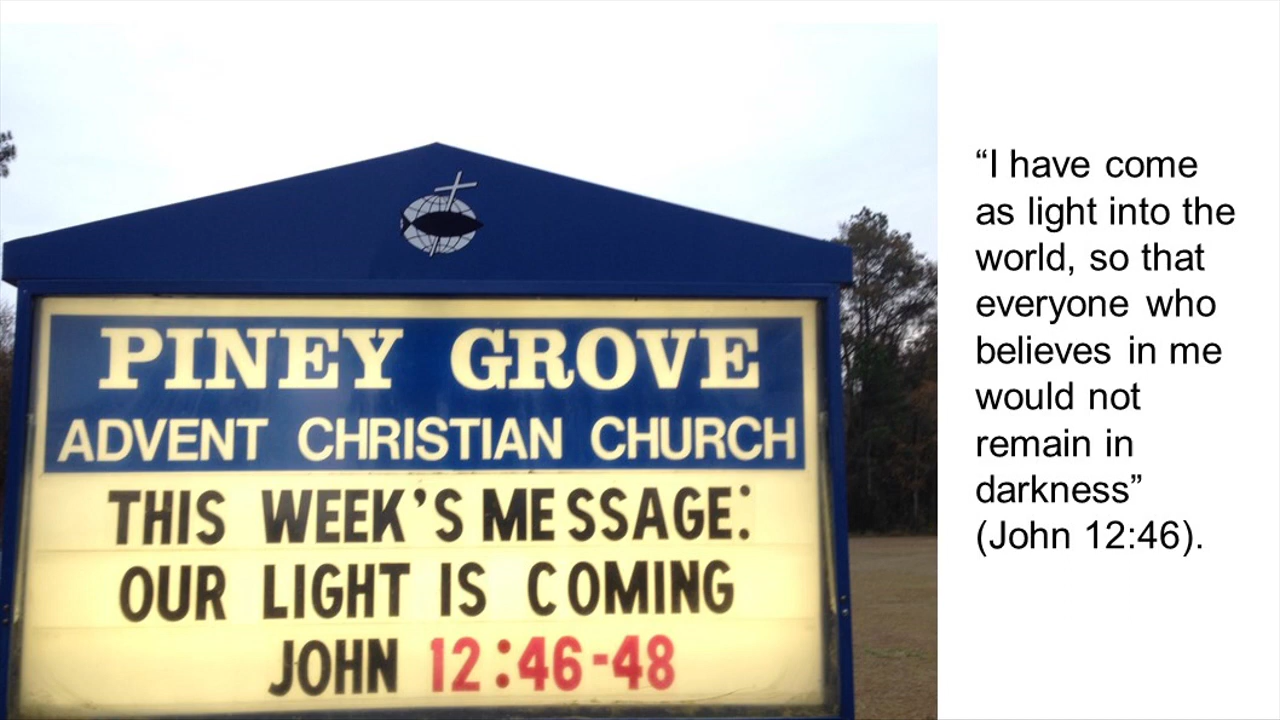 PINEY GROVE
ADVENT CHRISTIAN CHURCH
THIS WEEK'S MESSAGE:
OUR LIGHT IS COMING
JOHN 12:46-48
“I have come
as light into the
world, so that
everyone who
believes in me
would not
remain in
darkness”
(John 12:46).